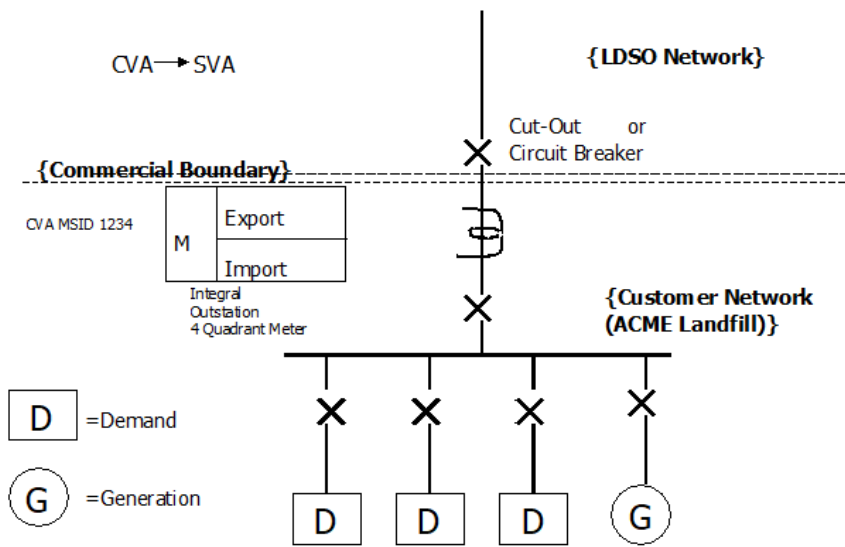 CVA SVA
{LDSO Network}
Cut-Out or
Circuit Breaker
{Commercial Boundary}
CVA MSID 1234
M
Export
Import
Integral
Outstation
4 Quadrant Meter
{Customer Network
(ACME Landfill)}
D =Demand
G =Generation
D D D G